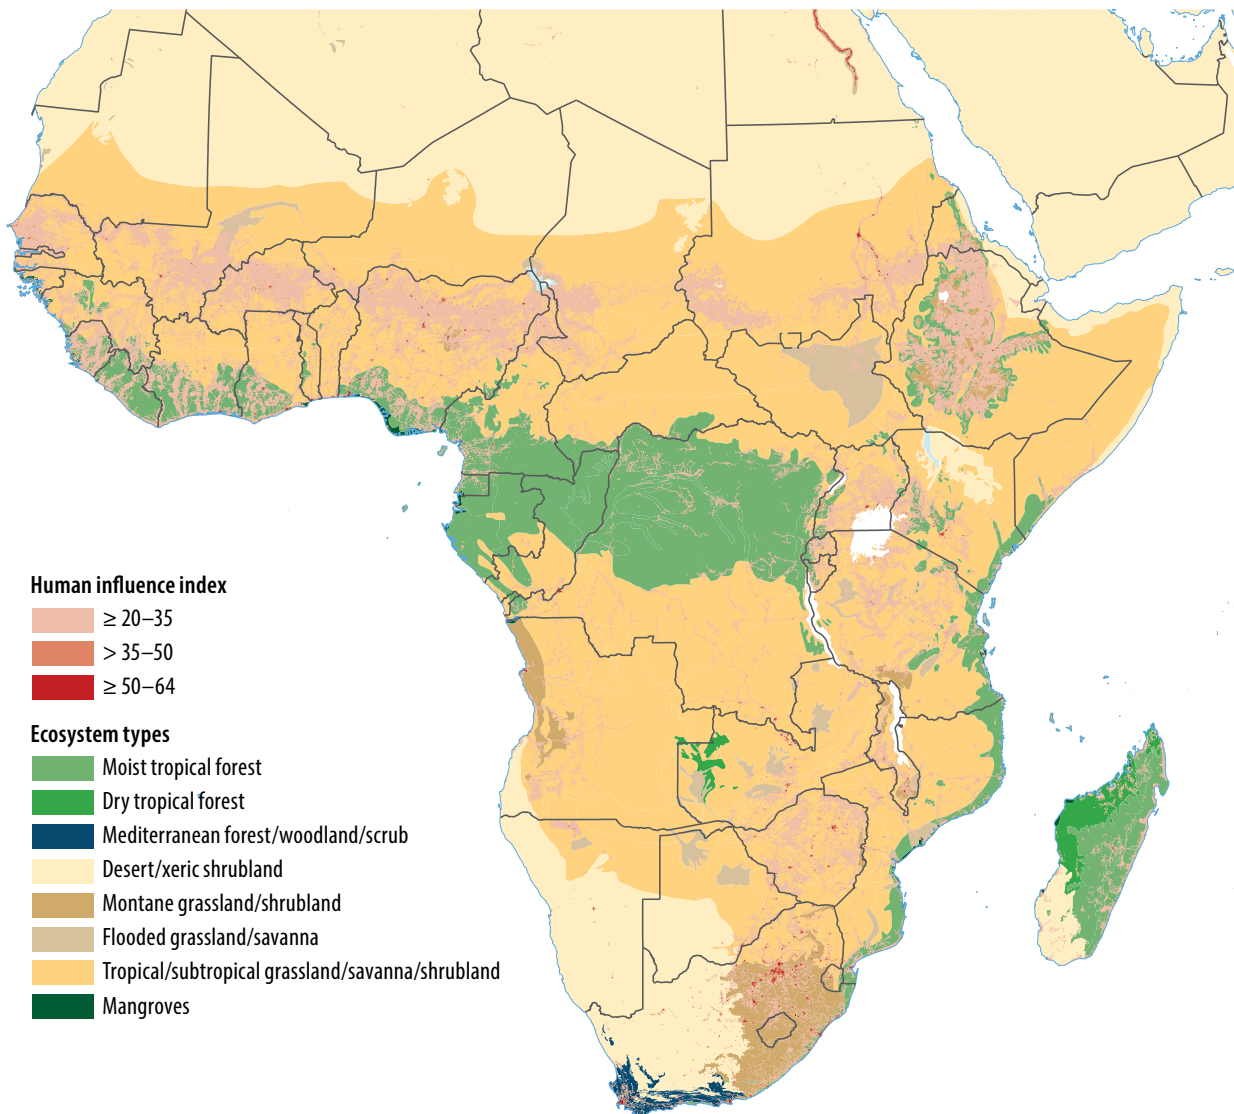 Human influence index
≥ 20–35
> 35–50
≥ 50–64
Ecosystem types
Moist tropical forest
Dry tropical forest
Mediterranean forest/woodland/scrub
Desert/xeric shrubland
Montane grassland/shrubland
Flooded grassland/savanna
Tropical/subtropical grassland/savanna/shrubland
Mangroves